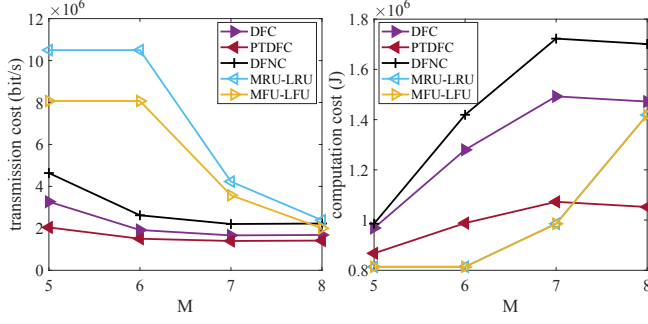 ×10^6
transmission cost (bit/s)
12
10
8
6
4
2
0
5
6
7
8
M
DFC
PTDFC
DFNC
MRU-LRU
MFU-LFU
×10^6
computation cost (J)
1.8
1.6
1.4
1.2
1
0.8
5
6
7
8
M
DFC
PTDFC
DFNC
MRU-LRU
MFU-LFU